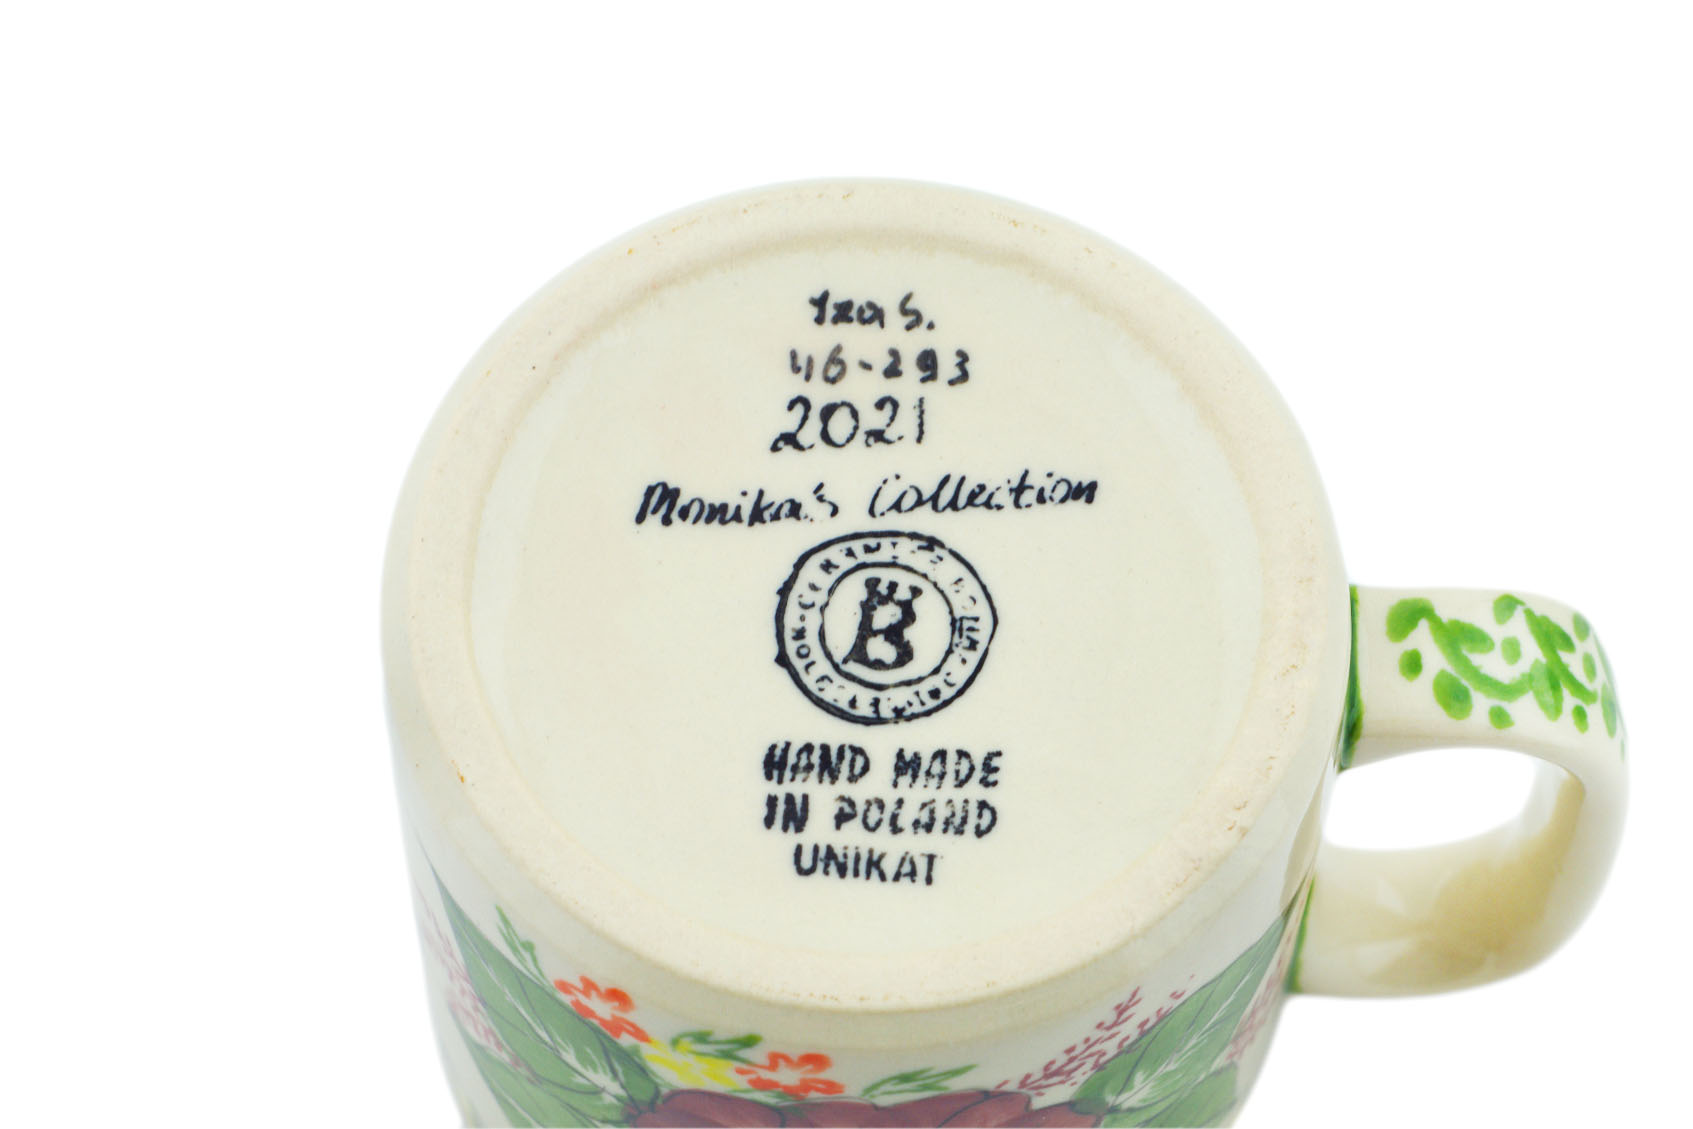 Iza S.
46-293
2021
Monika's Collection
B
HAND MADE
IN POLAND
UNIKAT